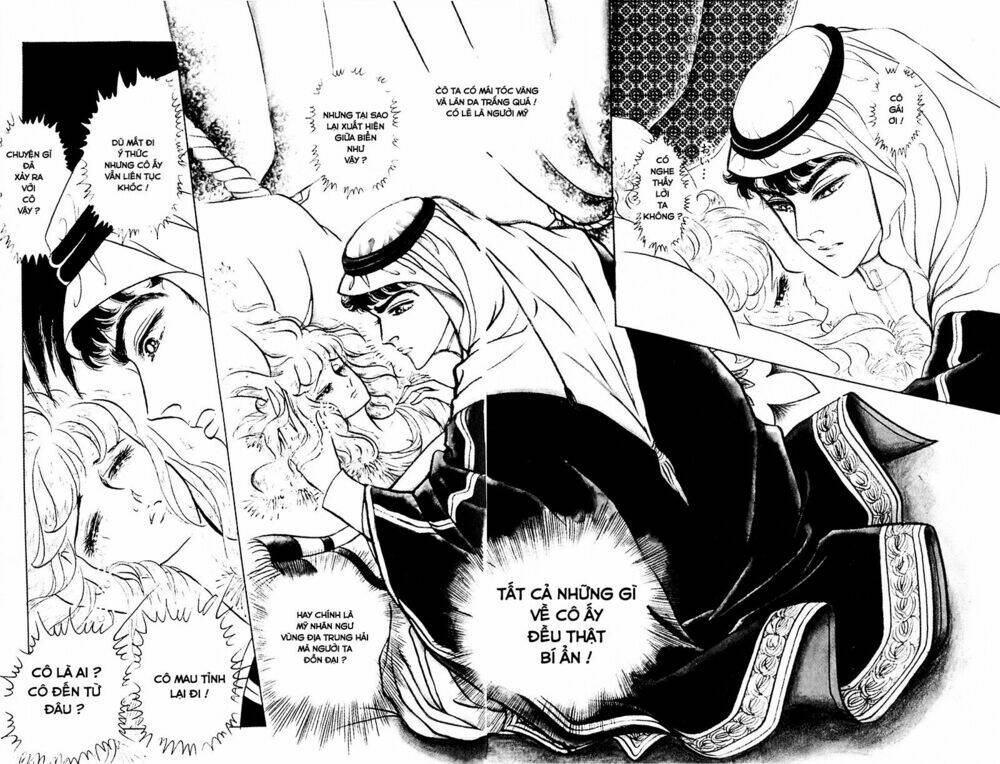 CÔ
GÁI
ƠI !
CÓ
NGHE
THẤY LỜI
TA
KHÔNG ?
CÔ TA CÓ MÁI TÓC VÀNG
VÀ LÀN DA TRẮNG QUÁ !
CÓ LẼ LÀ NGƯỜI MỸ
NHƯNG TẠI SAO
LẠI XUẤT HIỆN
GIỮA BIỂN
NHƯ
VẬY ?
TẤT CẢ NHỮNG GÌ
VỀ CÔ ẤY
ĐỀU THẬT
BÍ ẨN !
HAY CHÍNH LÀ
MỸ NHÂN NGƯ
VÙNG ĐỊA TRUNG HẢI
MÀ NGƯỜI TA
ĐỒN ĐẠI ?
DÙ MẤT ĐI
Ý THỨC
NHƯNG CÔ ẤY
VẪN LIÊN TỤC
KHÓC !
CHUYỆN GÌ
ĐÃ
XẢY RA
VỚI
CÔ
VẬY ?
CÔ MAU TỈNH
LẠI ĐI !
CÔ LÀ AI ?
CÔ ĐẾN TỪ
ĐÂU ?